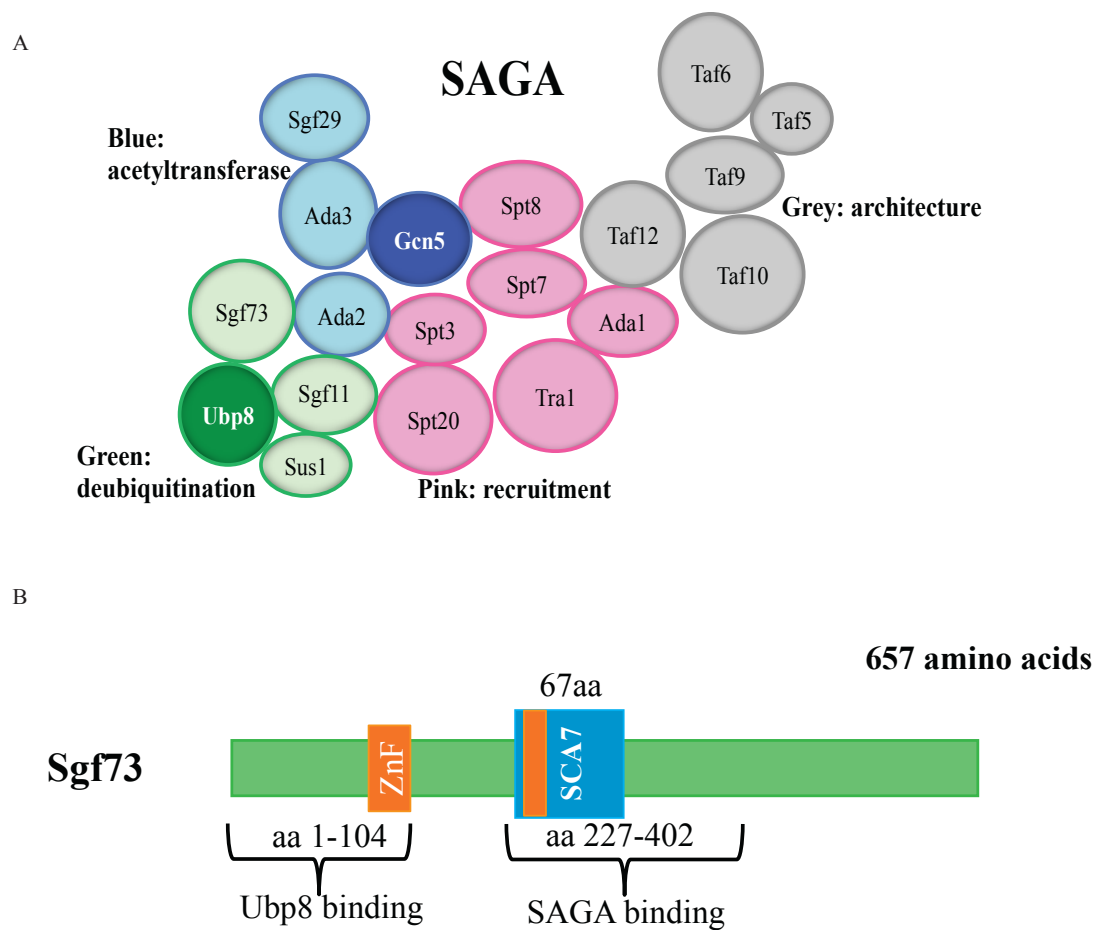 A
SAGA
Taf6
Taf5
Sgf29
Blue:
acetyltransferase
Taf9
Ada3
Spt8
Grey: architecture
Gcn5
Taf12
Taf10
Spt7
Sgf73
Ada2
Spt3
Ada1
Sgf11
Tra1
Ubp8
Spt20
Green:
deubiquitination
Sus1
Pink: recruitment
B
657 amino acids
67aa
Sgf73
ZnF
SCA7
aa 1-104
aa 227-402
Ubp8 binding
SAGA binding